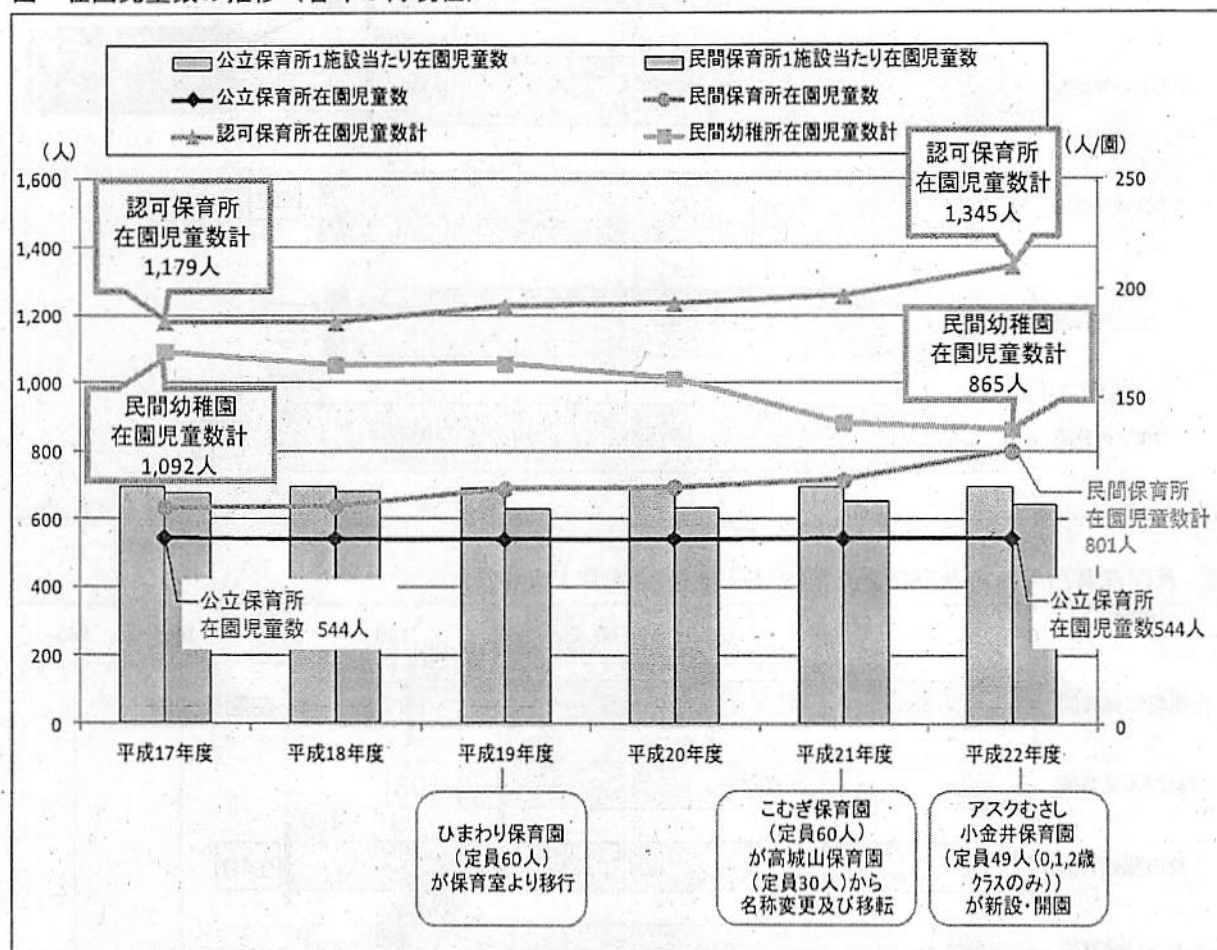 公立保育所1施設当たり在園児童数
民間保育所1施設当たり在園児童数
公立保育所在園児童数
民間保育所在園児童数
認可保育所在園児童数計
民間幼稚所在園児童数計
(人)
(人/園)
1,600
1,400
1,200
1,000
800
600
400
200
0
250
200
150
0
認可保育所
在園児童数計
1,179人
認可保育所
在園児童数計
1,345人
民間幼稚園
在園児童数計
1,092人
民間幼稚園
在園児童数計
865人
民間保育所
在園児童数計
801人
公立保育所
在園児童数 544人
公立保育所
在園児童数544人
平成17年度
平成18年度
平成19年度
平成20年度
平成21年度
平成22年度
ひまわり保育園
(定員60人)
が保育室より移行
こむぎ保育園
(定員60人)
が高城山保育園
(定員30人)から
名称変更及び移転
アスクむさし
小金井保育園
(定員49人(0,1,2歳
クラスのみ))
が新設・開園